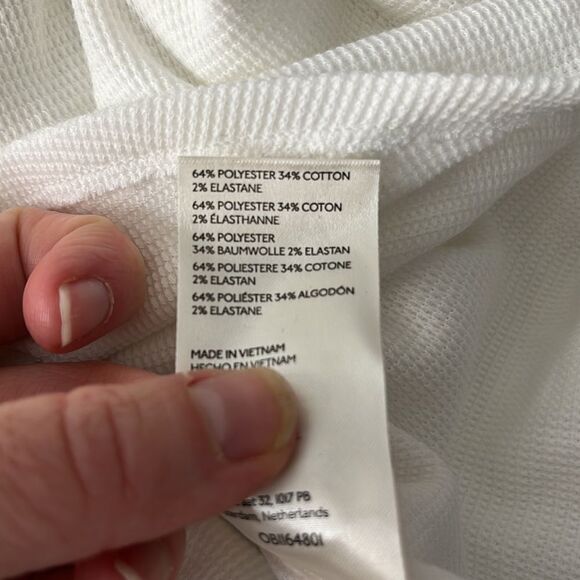 64% POLYESTER 34% COTTON
2% ELASTANE
64% POLYESTER 34% COTON
2% ÉLASTHANNE
64% POLYESTER
34% BAUMWOLLE 2% ELASTAN
64% POLIESTERE 34% COTONE
2% ELASTAN
64% POLIÉSTER 34% ALGODÓN
2% ELASTANE
MADE IN VIETNAM
HECHO EN VIETNAM
32, 1017 PB
Netherlands
OB1164801